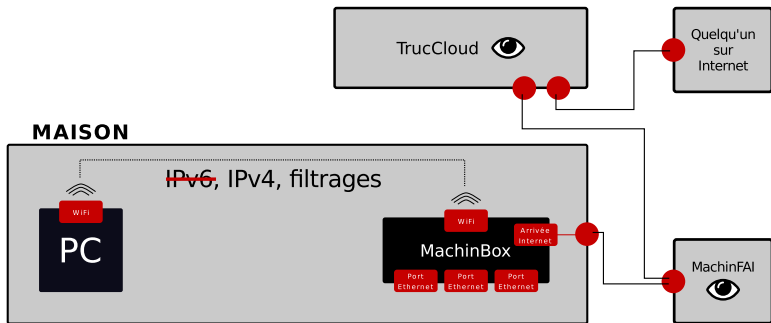 TrucCloud
Quelqu'un
sur
Internet
MAISON
IPv6, IPv4, filtrages
WiFi
PC
WiFi
Arrivée
Internet
MachinBox
Port
Ethernet
Port
Ethernet
Port
Ethernet
MachinFAI